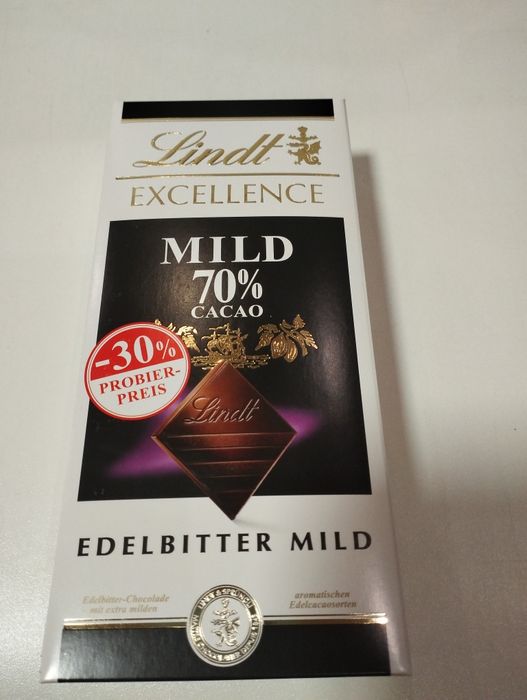 Lindt
EXCELLENCE
MILD
70%
CACAO
-30%
PROBIER-
PREIS
Lindt
EDELBITTER MILD
Edelbitter-Chocolade
mit extra milden
aromatischen
Edelcacaosorten